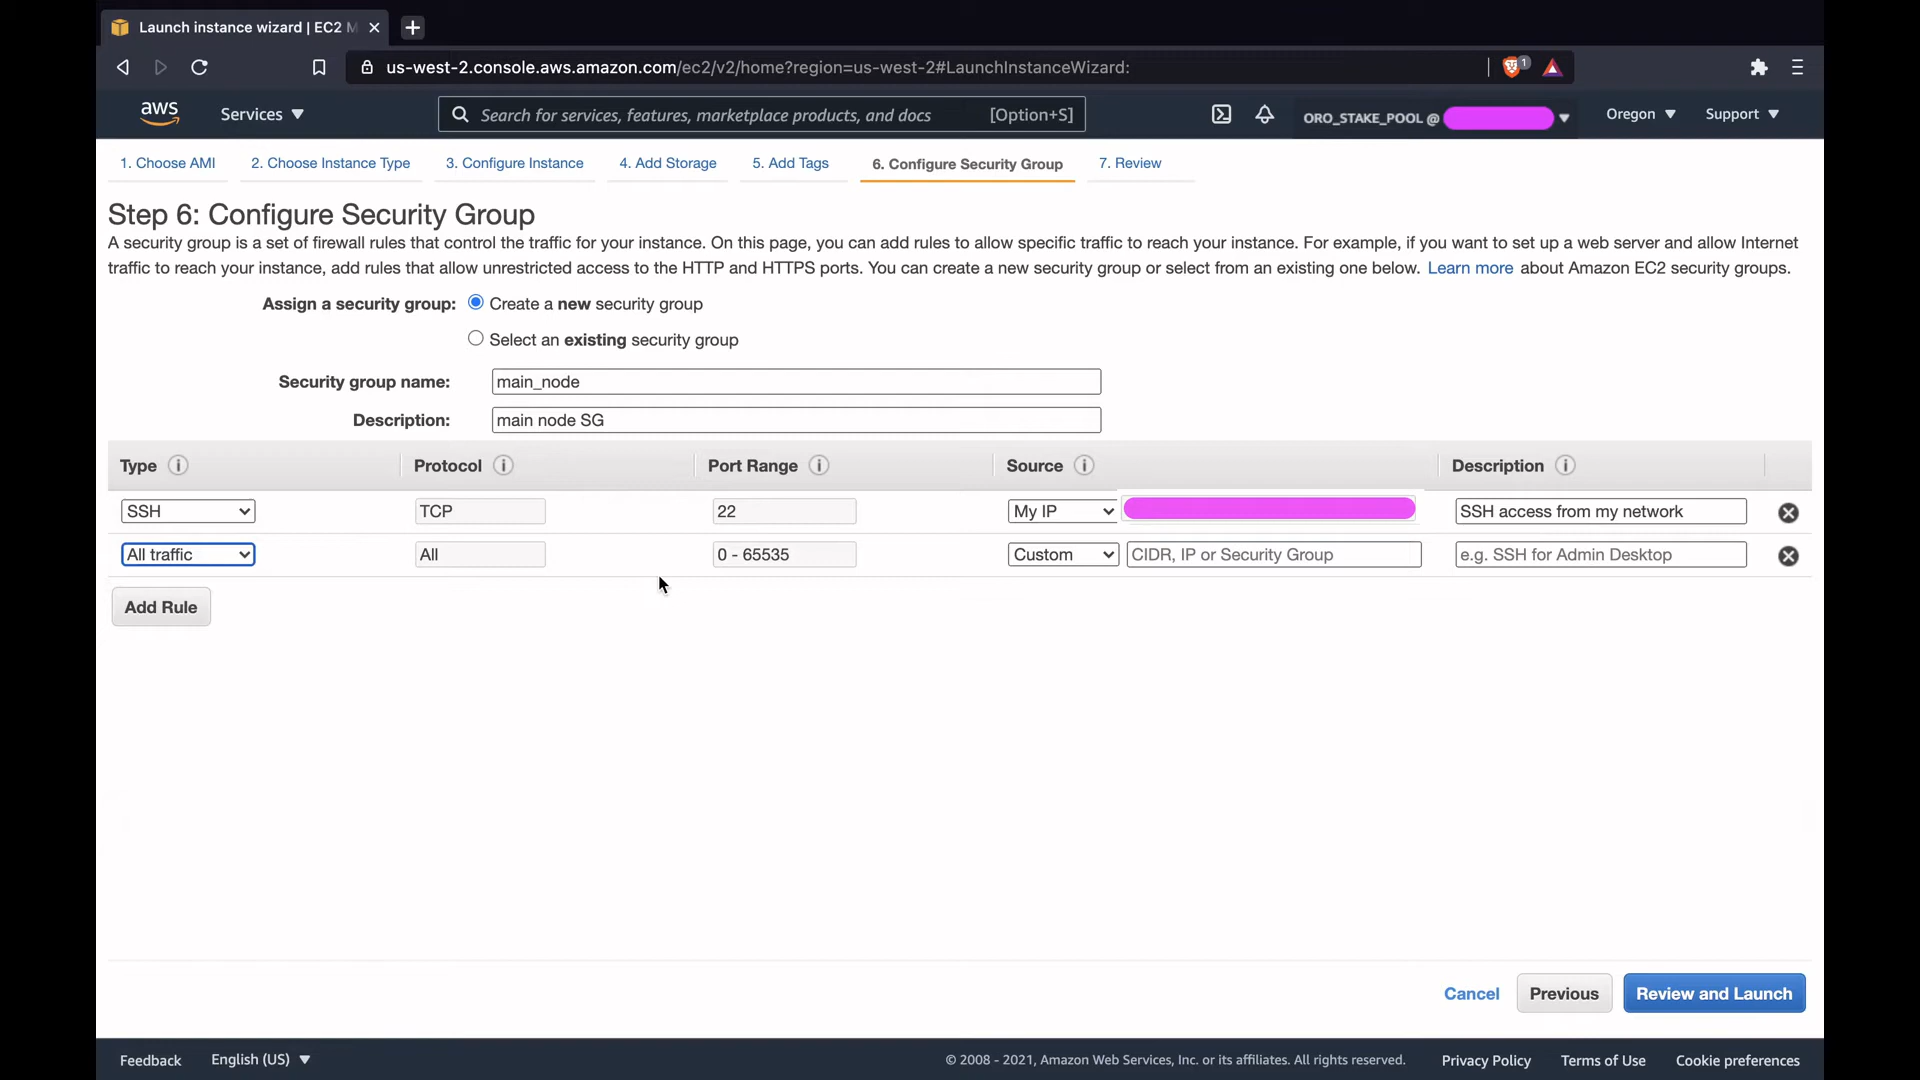 Launch instance wizard | EC2 M
us-west-2.console.aws.amazon.com/ec2/v2/home?region=us-west-2#LaunchInstanceWizard:
1
aws
Services
Search for services, features, marketplace products, and docs
[Option+S]
ORO_STAKE_POOL @
Oregon
Support
1. Choose AMI
2. Choose Instance Type
3. Configure Instance
4. Add Storage
5. Add Tags
6. Configure Security Group
7. Review
Step 6: Configure Security Group
A security group is a set of firewall rules that control the traffic for your instance. On this page, you can add rules to allow specific traffic to reach your instance. For example, if you want to set up a web server and allow Internet
traffic to reach your instance, add rules that allow unrestricted access to the HTTP and HTTPS ports. You can create a new security group or select from an existing one below. Learn more about Amazon EC2 security groups.
Assign a security group:
Create a new security group
Select an existing security group
Security group name:
main_node
Description:
main node SG
Type
Protocol
Port Range
Source
Description
SSH
TCP
22
My IP
SSH access from my network
All traffic
All
0 - 65535
Custom
CIDR, IP or Security Group
e.g. SSH for Admin Desktop
Add Rule
Cancel
Previous
Review and Launch
Feedback
English (US)
© 2008 - 2021, Amazon Web Services, Inc. or its affiliates. All rights reserved.
Privacy Policy
Terms of Use
Cookie preferences